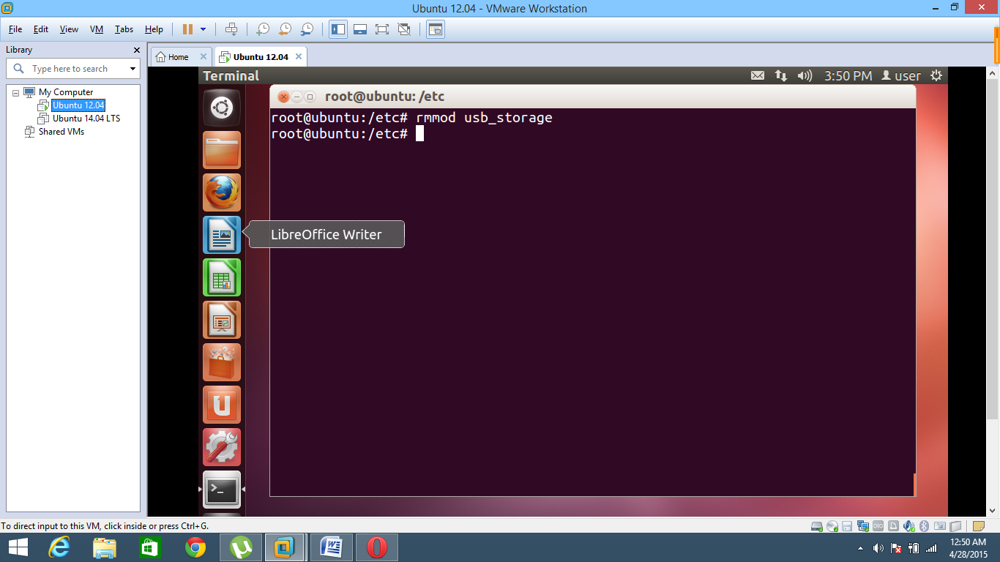 Ubuntu 12.04 - VMware Workstation
File Edit View VM Tabs Help
Library
Type here to search
My Computer
Ubuntu 12.04
Ubuntu 14.04 LTS
Shared VMs
Home
Ubuntu 12.04
Terminal
3:50 PM
user
root@ubuntu: /etc
root@ubuntu:/etc# rmmod usb_storage
root@ubuntu:/etc#
LibreOffice Writer
To direct input to this VM, click inside or press Ctrl+G.
12:50 AM
4/28/2015